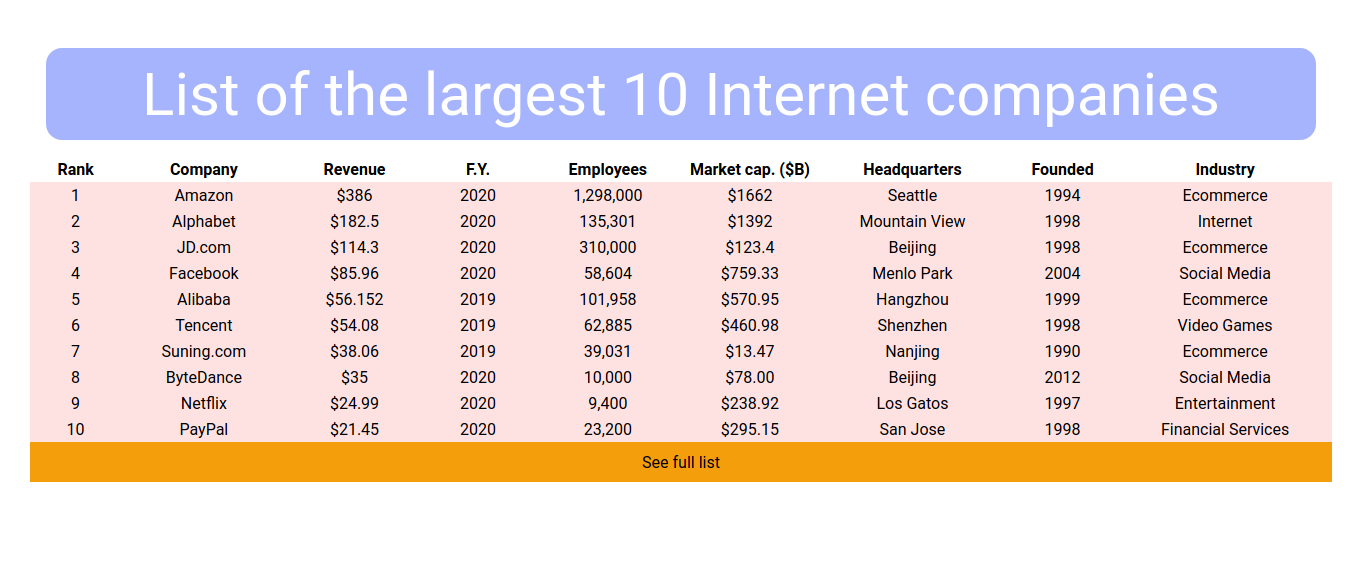 List of the largest 10 Internet companies
Rank Company Revenue F.Y. Employees Market cap. ($B) Headquarters Founded Industry
1 Amazon $386 2020 1,298,000 $1662 Seattle 1994 Ecommerce
2 Alphabet $182.5 2020 135,301 $1392 Mountain View 1998 Internet
3 JD.com $114.3 2020 310,000 $123.4 Beijing 1998 Ecommerce
4 Facebook $85.96 2020 58,604 $759.33 Menlo Park 2004 Social Media
5 Alibaba $56.152 2019 101,958 $570.95 Hangzhou 1999 Ecommerce
6 Tencent $54.08 2019 62,885 $460.98 Shenzhen 1998 Video Games
7 Suning.com $38.06 2019 39,031 $13.47 Nanjing 1990 Ecommerce
8 ByteDance $35 2020 10,000 $78.00 Beijing 2012 Social Media
9 Netflix $24.99 2020 9,400 $238.92 Los Gatos 1997 Entertainment
10 PayPal $21.45 2020 23,200 $295.15 San Jose 1998 Financial Services
See full list